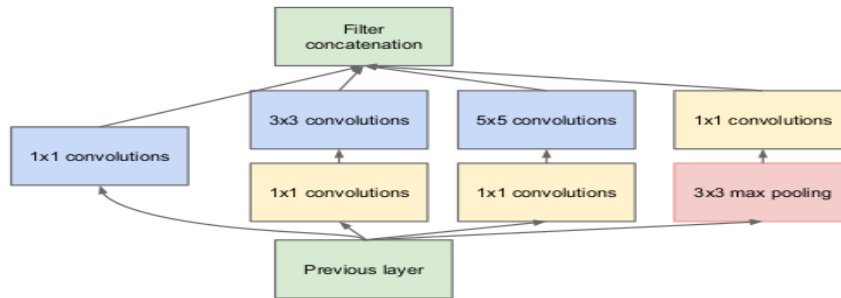 Filter
concatenation
3x3 convolutions
5x5 convolutions
1x1 convolutions
1x1 convolutions
1x1 convolutions
1x1 convolutions
3x3 max pooling
Previous layer